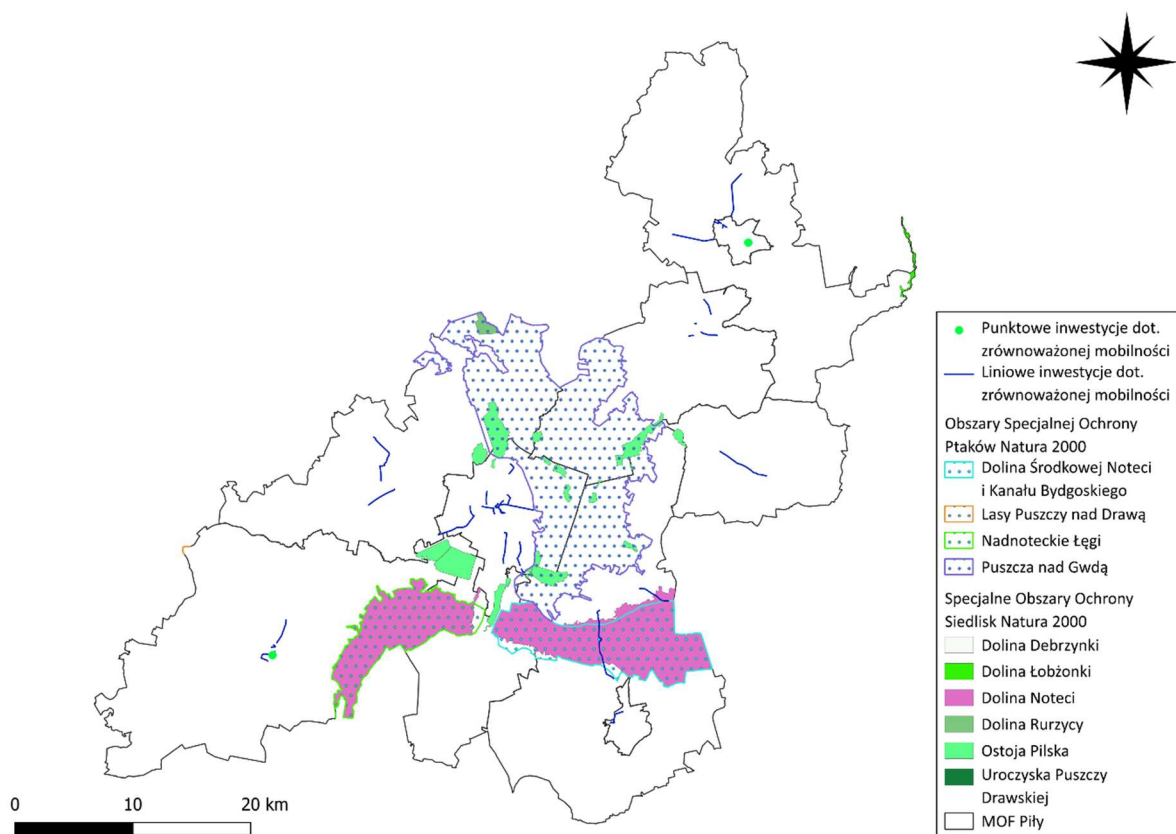 Punktowe inwestycje dot.
zrównoważonej mobilności
Liniowe inwestycje dot.
zrównoważonej mobilności
Obszary Specjalnej Ochrony
Ptaków Natura 2000
Dolina Środkowej Noteci
i Kanału Bydgoskiego
Lasy Puszczy nad Drawą
Nadnoteckie Łęgi
Puszcza nad Gwdą
Specjalne Obszary Ochrony
Siedlisk Natura 2000
Dolina Debrzynki
Dolina Łobżonki
Dolina Noteci
Dolina Rurzycy
Ostoja Pilska
Uroczyska Puszczy
Drawskiej
MOF Piły
0 10 20 km